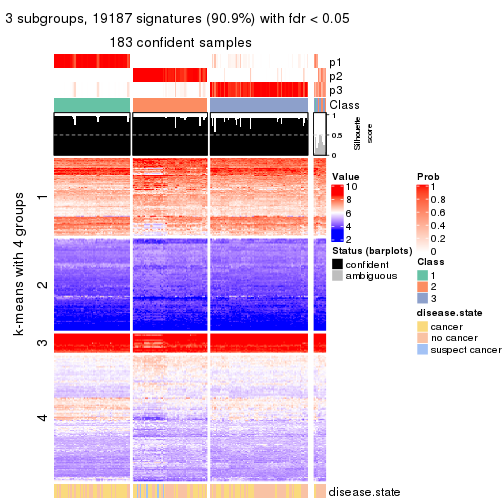 3 subgroups, 19187 signatures (90.9%) with fdr < 0.05
183 confident samples
p1
p2
p3
Class
1
0.5
0
Silhouette
score
k-means with 4 groups
1
2
3
4
disease.state
Value
10
8
6
4
2
Status (barplots)
confident
ambiguous
Prob
1
0.8
0.6
0.4
0.2
0
Class
1
2
3
disease.state
cancer
no cancer
suspect cancer